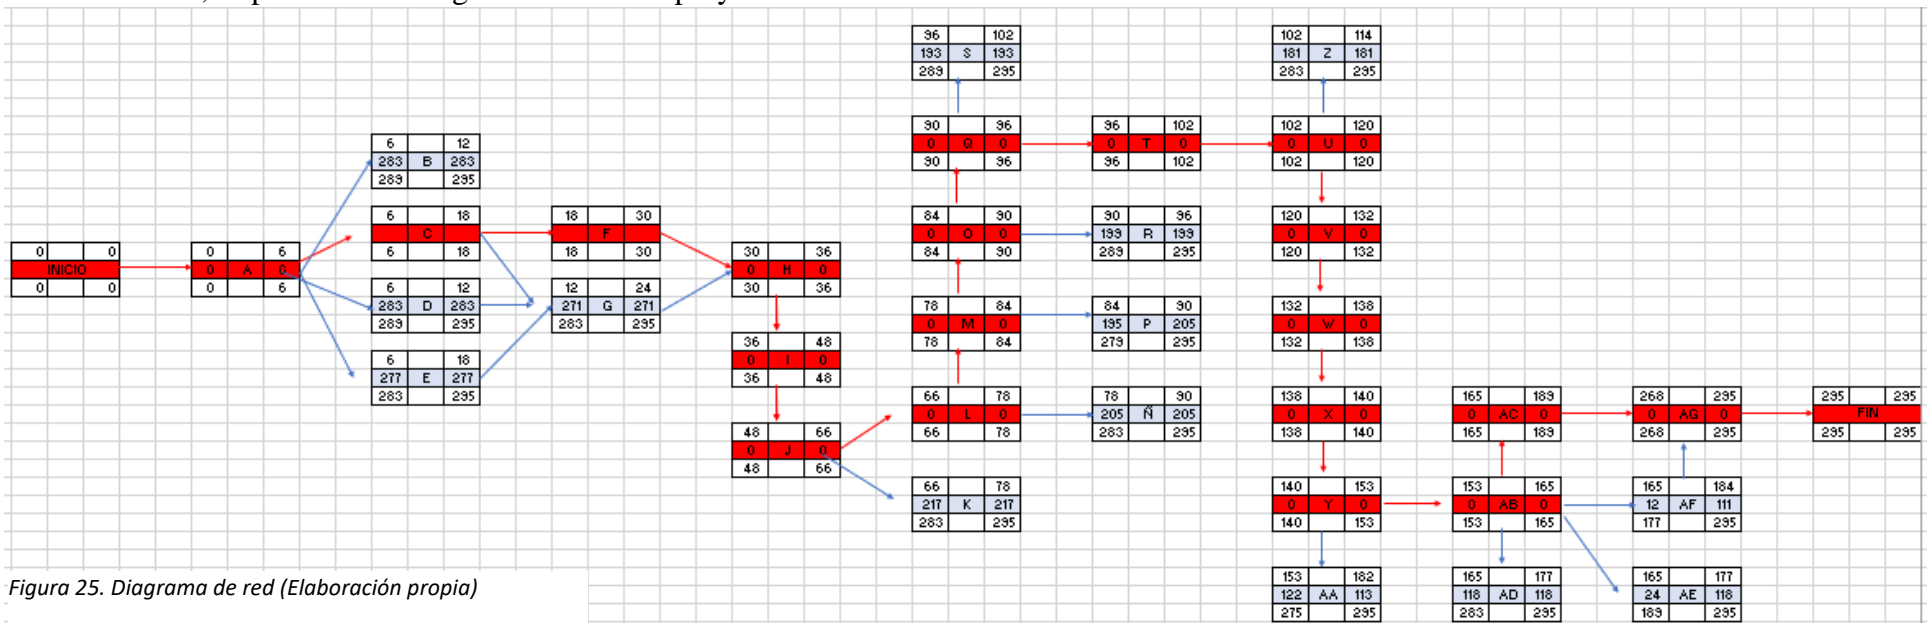 0 0
INICIO
0 0
0 6
0 A 0
0 6
6 12
283 B 283
289 295
6 18
C
6 18
6 12
283 D 283
289 295
6 18
277 E 277
283 295
18 30
F
18 30
12 24
271 G 271
283 295
30 36
0 H 0
30 36
36 48
0 I 0
36 48
48 66
0 J 0
48 66
96 102
193 S 193
289 295
90 96
0 Q 0
90 96
84 90
0 O 0
84 90
78 84
0 M 0
78 84
66 78
0 L 0
66 78
66 78
217 K 217
283 295
96 102
0 T 0
96 102
90 96
199 R 199
289 295
84 90
195 P 205
279 295
78 90
205 Ñ 205
283 295
102 114
181 Z 181
283 295
102 120
0 U 0
102 120
120 132
0 V 0
120 132
132 138
0 W 0
132 138
138 140
0 X 0
138 140
140 153
0 Y 0
140 153
153 182
122 AA 113
275 295
165 189
0 AC 0
165 189
153 165
0 AB 0
153 165
165 177
118 AD 118
283 295
268 295
0 AG 0
268 295
165 184
12 AF 111
177 295
165 177
24 AE 118
189 295
295 295
FIN
295 295
Figura 25. Diagrama de red (Elaboración propia)